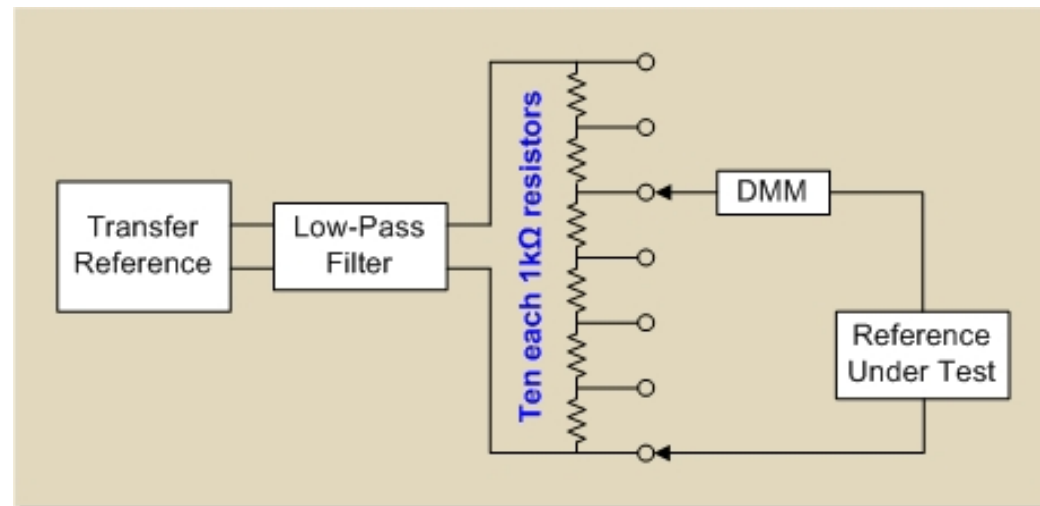 Transfer
Reference
Low-Pass
Filter
Ten each 1kΩ resistors
DMM
Reference
Under Test